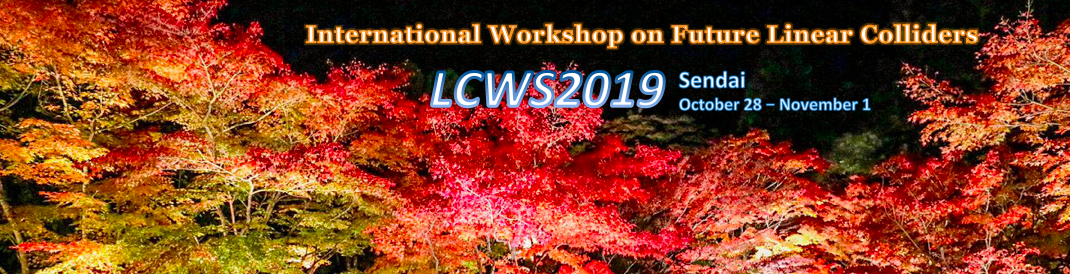 International Workshop on Future Linear Colliders
LCWS2019
Sendai
October 28 – November 1